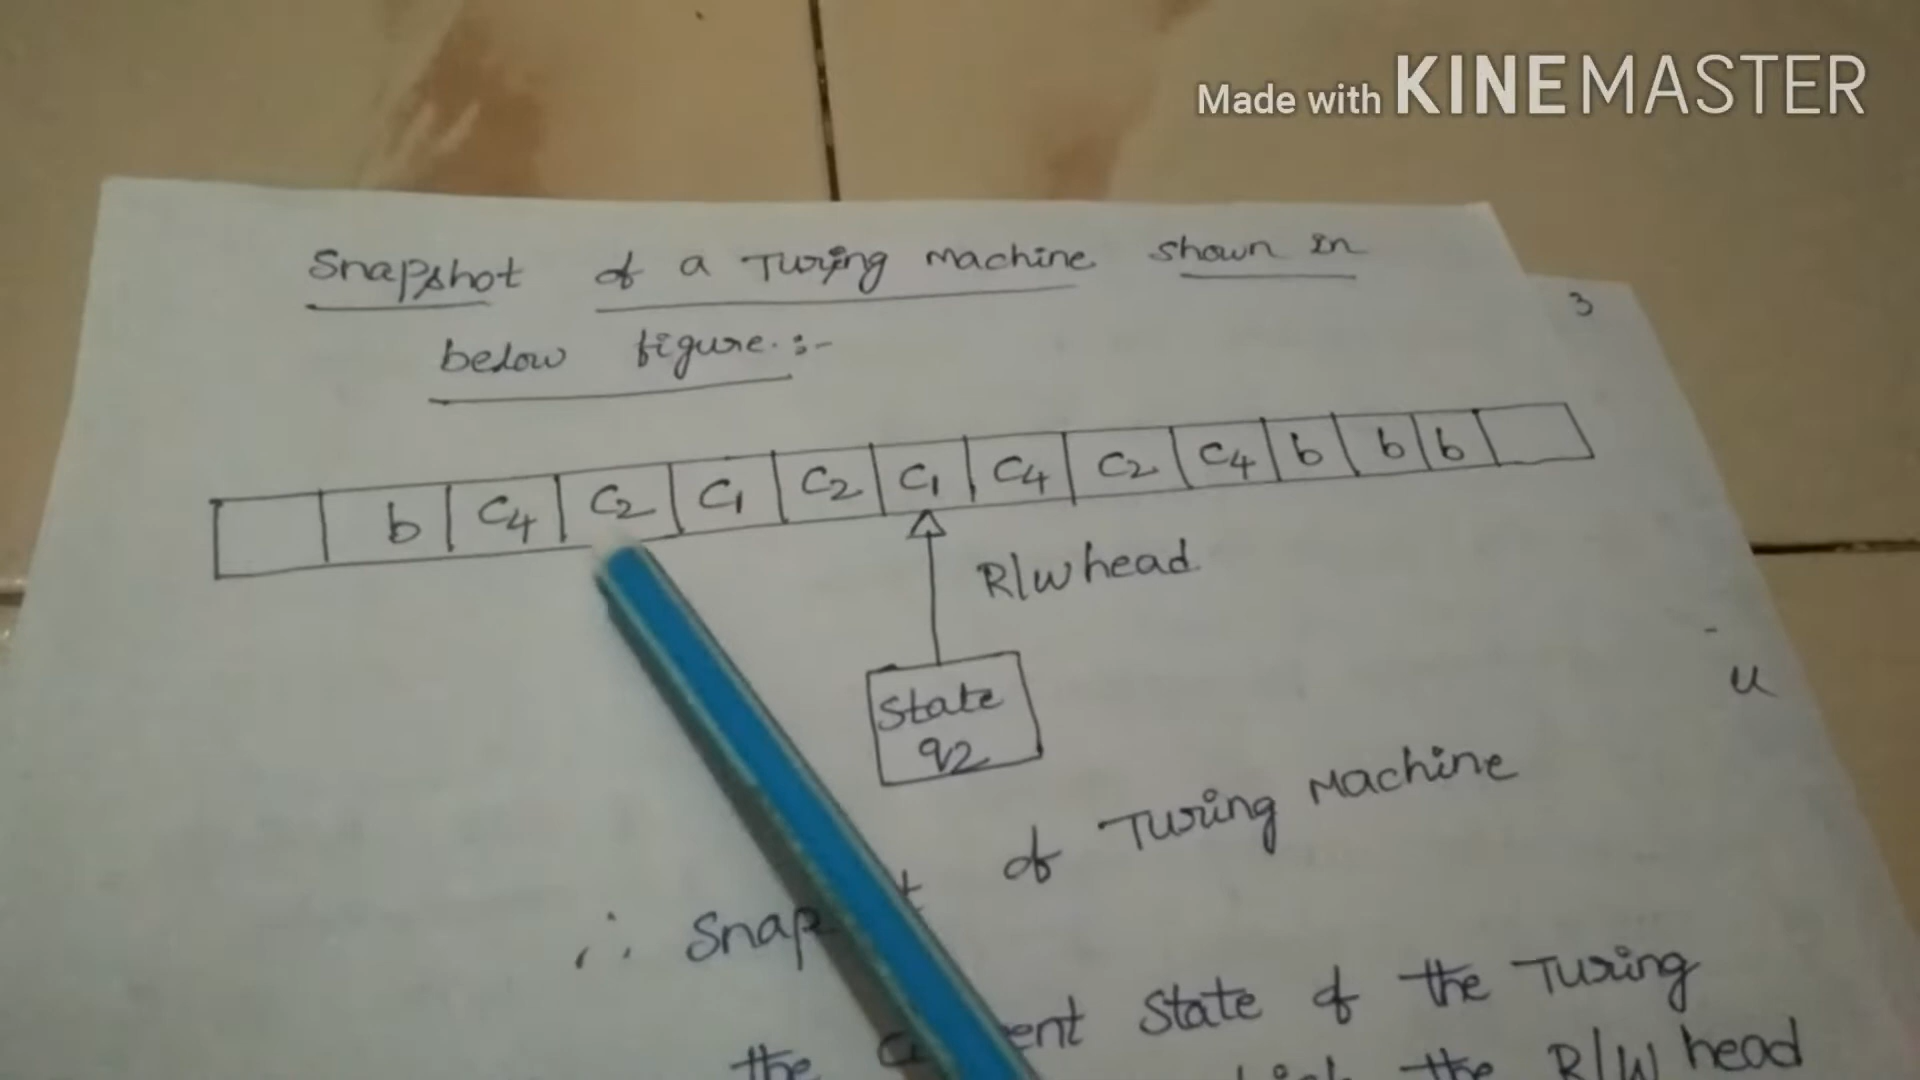 Made with KINEMASTER
Snapshot of a Turing Machine shown in
below figure :-
3
b C4 C2 C1 C2 C1 C4 C2 C4 b b b
R/W head
State
q2
u
of Turing Machine
∴ Snap
the State of the Turing
the R/W head